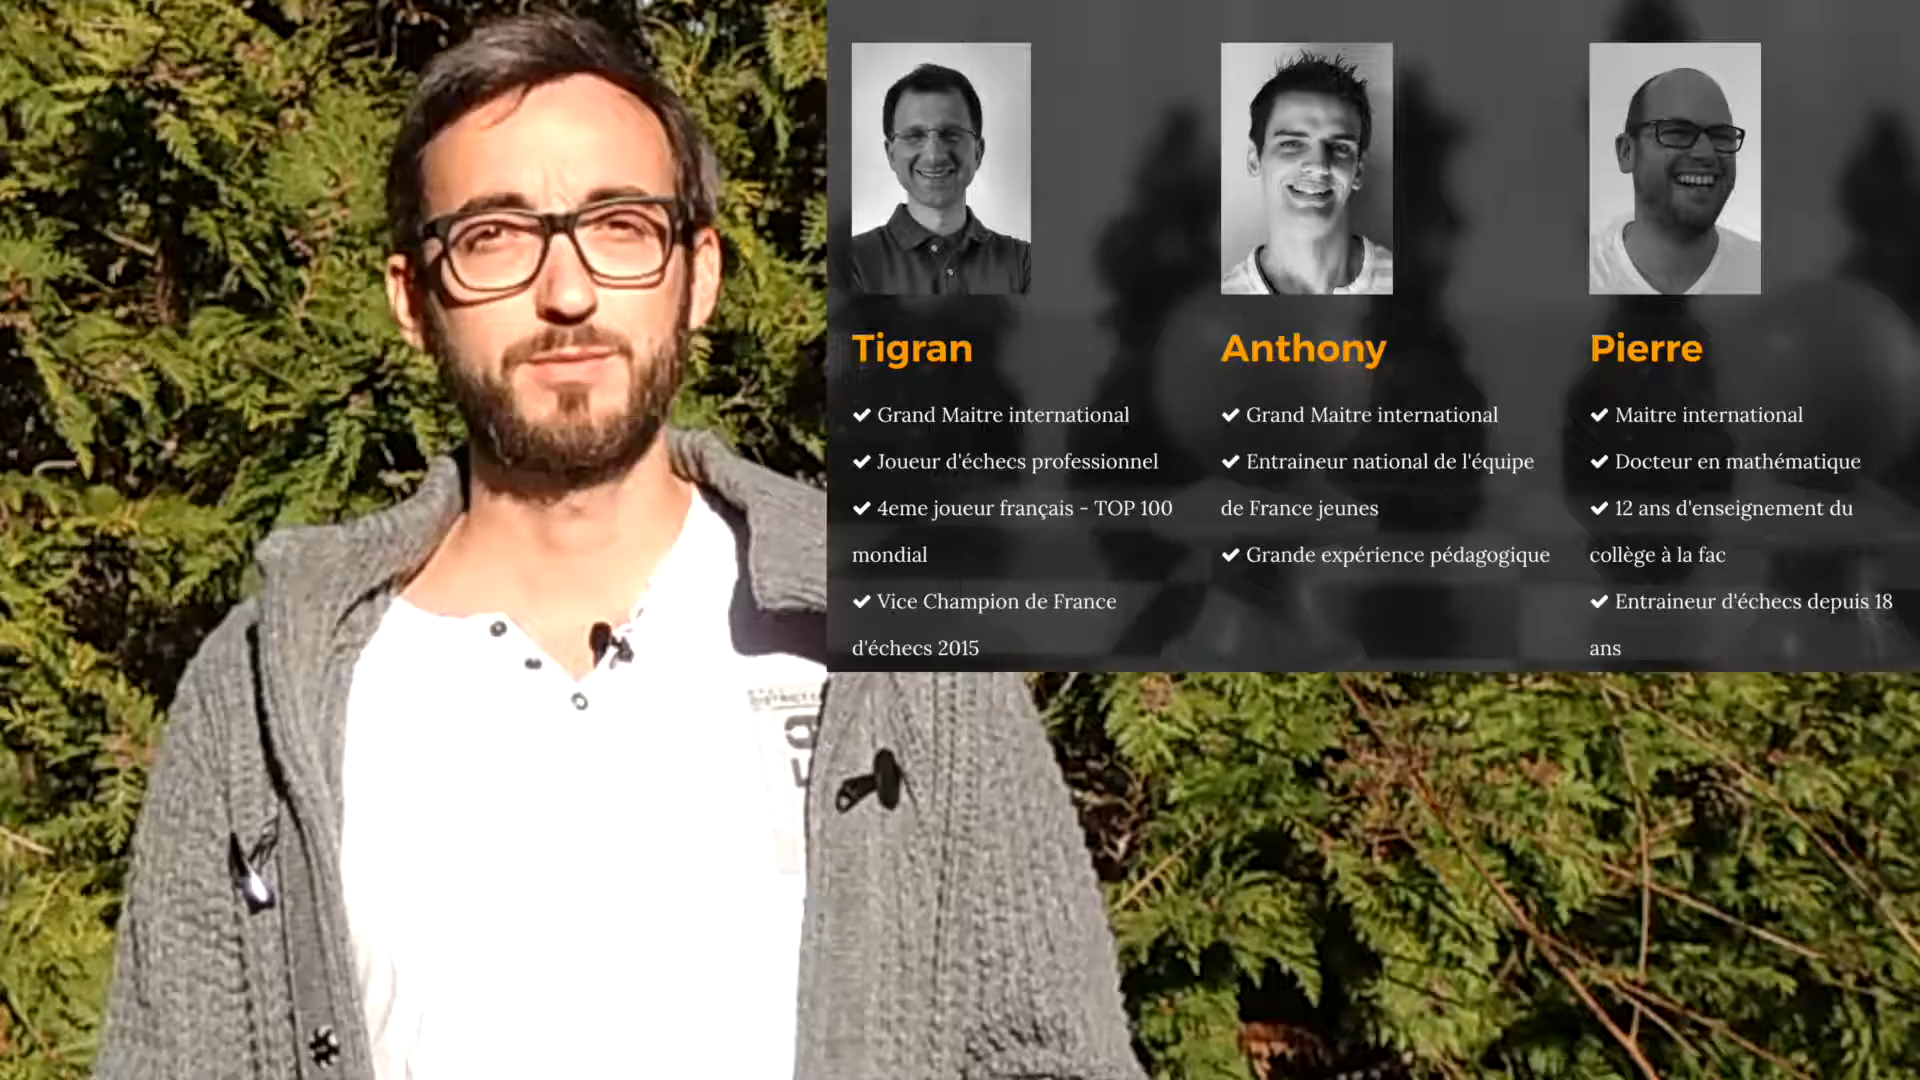 Tigran
✔ Grand Maitre international
✔ Joueur d'échecs professionnel
✔ 4eme joueur français - TOP 100
mondial
✔ Vice Champion de France
d'échecs 2015
Anthony
✔ Grand Maitre international
✔ Entraineur national de l'équipe
de France jeunes
✔ Grande expérience pédagogique
Pierre
✔ Maitre international
✔ Docteur en mathématique
✔ 12 ans d'enseignement du
collège à la fac
✔ Entraineur d'échecs depuis 18
ans